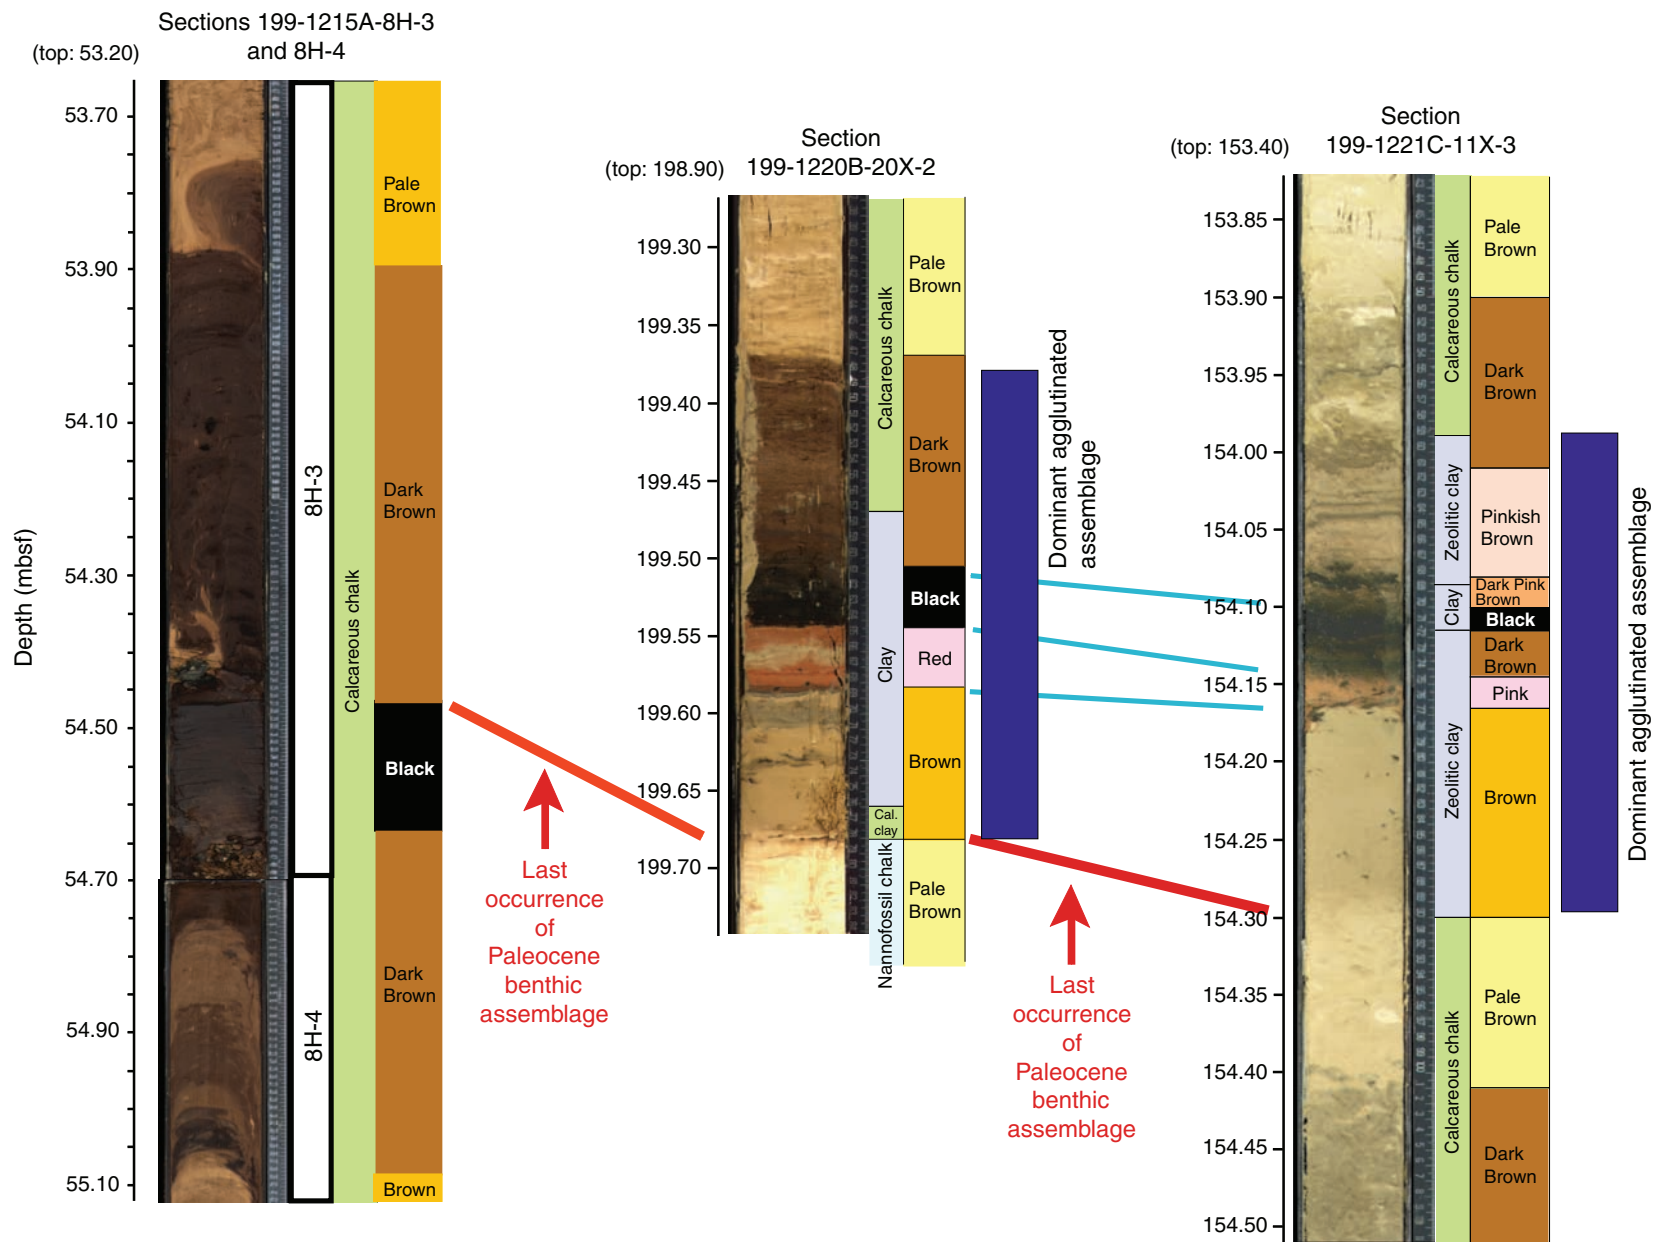 Sections 199-1215A-8H-3
and 8H-4
(top: 53.20)
Depth (mbsf)
53.70
53.90
54.10
54.30
54.50
54.70
54.90
55.10
8H-3
8H-4
Calcareous chalk
Pale
Brown
Dark
Brown
Black
Dark
Brown
Brown
Last
occurrence
of
Paleocene
benthic
assemblage
Section
199-1220B-20X-2
(top: 198.90)
199.30
199.35
199.40
199.45
199.50
199.55
199.60
199.65
199.70
Calcareous chalk
Clay
Cal.
clay
Nannofossil chalk
Pale
Brown
Dark
Brown
Black
Red
Brown
Pale
Brown
Dominant agglutinated
assemblage
Last
occurrence
of
Paleocene
benthic
assemblage
Section
199-1221C-11X-3
(top: 153.40)
153.85
153.90
153.95
154.00
154.05
154.10
154.15
154.20
154.25
154.30
154.35
154.40
154.45
154.50
Calcareous chalk
Zeolitic clay
Clay
Zeolitic clay
Calcareous chalk
Pale
Brown
Dark
Brown
Pinkish
Brown
Dark Pink
Brown
Black
Dark
Brown
Pink
Brown
Pale
Brown
Dark
Brown
Dominant agglutinated assemblage